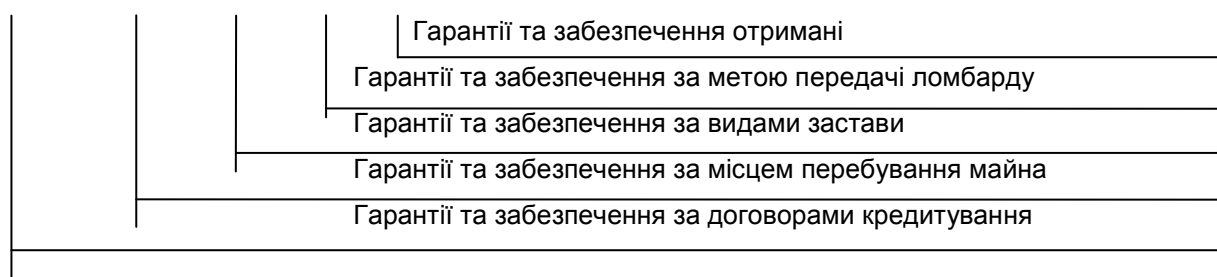 Гарантії та забезпечення отримані
Гарантії та забезпечення за метою передачі ломбарду
Гарантії та забезпечення за видами застави
Гарантії та забезпечення за місцем перебування майна
Гарантії та забезпечення за договорами кредитування